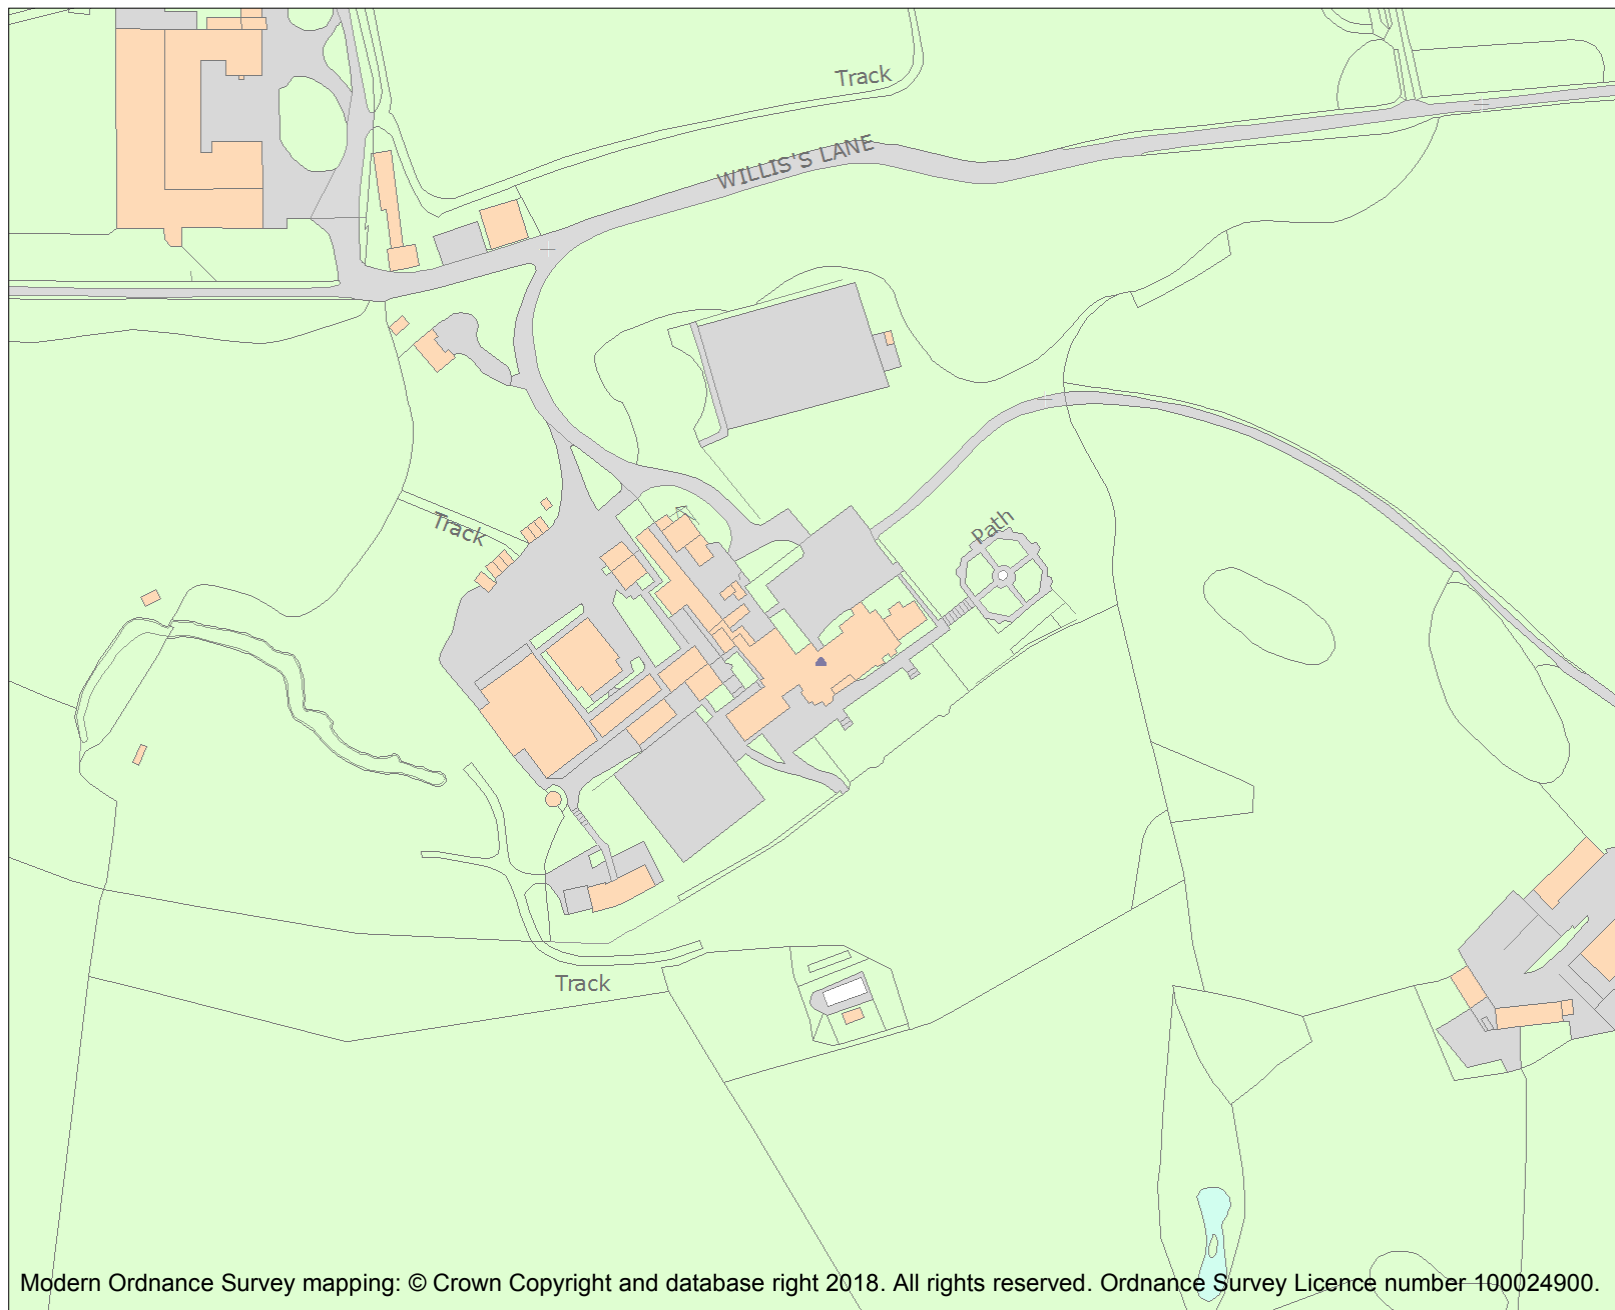 Track
WILLIS'S LANE
Track
Path
Track
Modern Ordnance Survey mapping: © Crown Copyright and database right 2018. All rights reserved. Ordnance Survey Licence number 100024900.